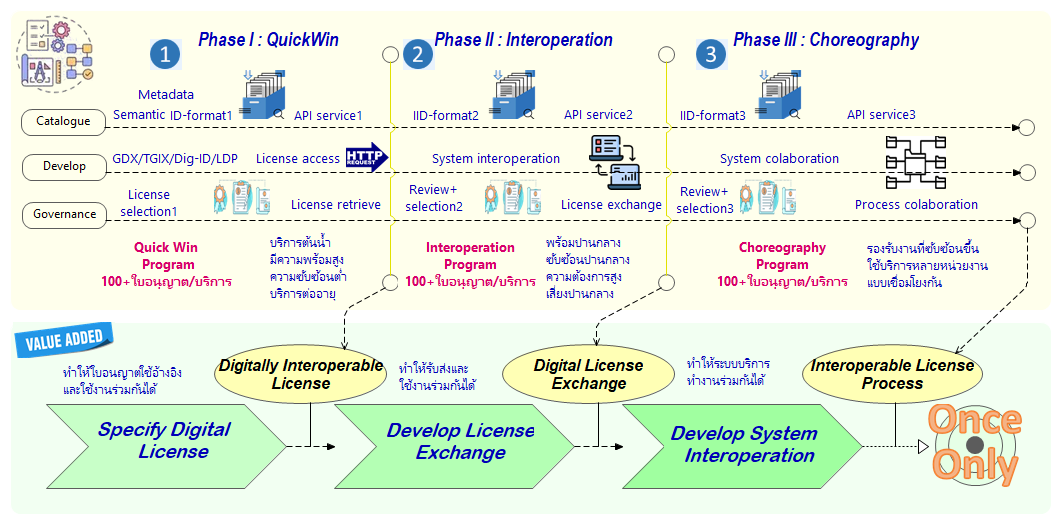 1 Phase I : QuickWin
2 Phase II : Interoperation
3 Phase III : Choreography
Metadata
Catalogue
Semantic ID-format1
API service1
IID-format2
API service2
IID-format3
API service3
Develop
GDX/TGIX/Dig-ID/LDP
License access
HTTP
REQUEST
System interoperation
System colaboration
Governance
License
selection1
License retrieve
Review+
selection2
License exchange
Review+
selection3
Process colaboration
Quick Win
Program
100+ใบอนุญาต/บริการ
บริการต้นน้ำ
มีความพร้อมสูง
ความซับซ้อนต่ำ
บริการต่ออายุ
Interoperation
Program
100+ใบอนุญาต/บริการ
พร้อมปานกลาง
ซับซ้อนปานกลาง
ความต้องการสูง
เสี่ยงปานกลาง
Choreography
Program
100+ใบอนุญาต/บริการ
รองรับงานที่ซับซ้อนขึ้น
ใช้บริการหลายหน่วยงาน
แบบเชื่อมโยงกัน
VALUE ADDED
ทำให้ใบอนุญาตใช้อ้างอิง
และใช้งานร่วมกันได้
Digitally Interoperable
License
ทำให้รับส่งและ
ใช้งานร่วมกันได้
Digital License
Exchange
ทำให้ระบบบริการ
ทำงานร่วมกันได้
Interoperable License
Process
Specify Digital
License
Develop License
Exchange
Develop System
Interoperation
Once
Only